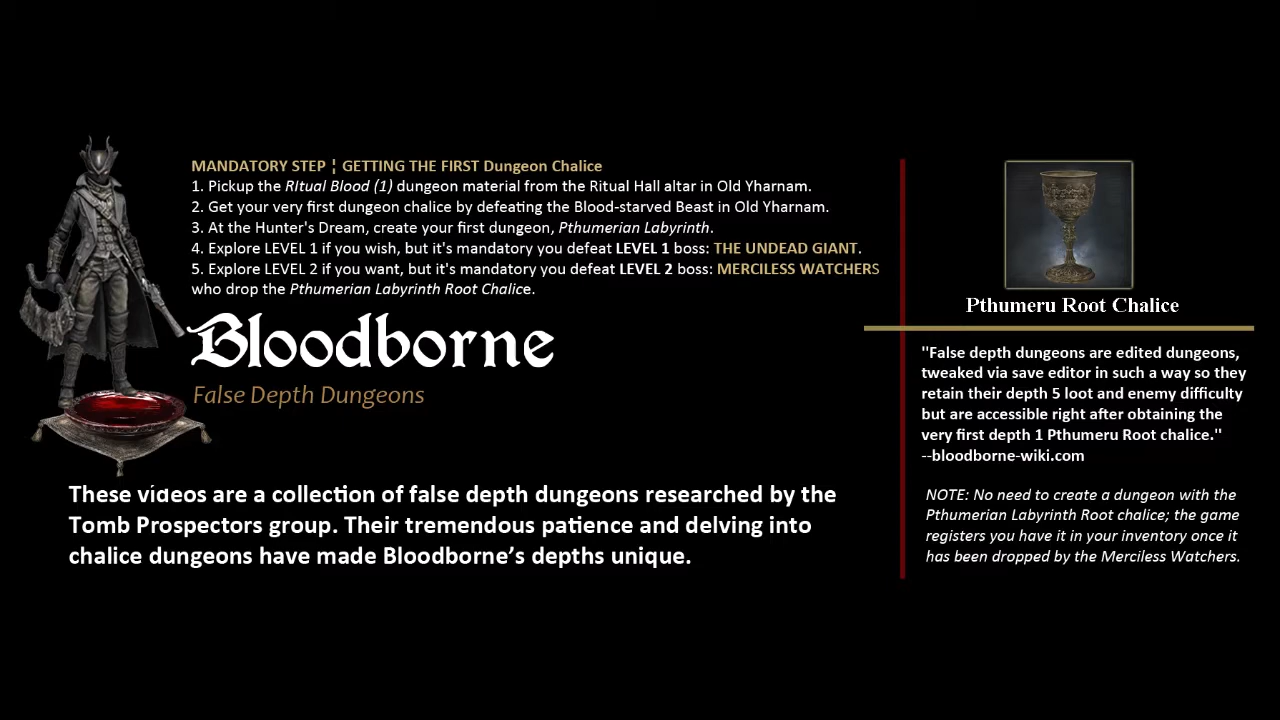 MANDATORY STEP ¦ GETTING THE FIRST Dungeon Chalice
1. Pickup the RItual Blood (1) dungeon material from the Ritual Hall altar in Old Yharnam.
2. Get your very first dungeon chalice by defeating the Blood-starved Beast in Old Yharnam.
3. At the Hunter's Dream, create your first dungeon, Pthumerian Labyrinth.
4. Explore LEVEL 1 if you wish, but it's mandatory you defeat LEVEL 1 boss: THE UNDEAD GIANT.
5. Explore LEVEL 2 if you want, but it's mandatory you defeat LEVEL 2 boss: MERCILESS WATCHERS
who drop the Pthumerian Labyrinth Root Chalice.
Bloodborne
False Depth Dungeons
These videos are a collection of false depth dungeons researched by the
Tomb Prospectors group. Their tremendous patience and delving into
chalice dungeons have made Bloodborne’s depths unique.
Pthumeru Root Chalice
"False depth dungeons are edited dungeons,
tweaked via save editor in such a way so they
retain their depth 5 loot and enemy difficulty
but are accessible right after obtaining the
very first depth 1 Pthumeru Root chalice."
--bloodborne-wiki.com
NOTE: No need to create a dungeon with the
Pthumerian Labyrinth Root chalice; the game
registers you have it in your inventory once it
has been dropped by the Merciless Watchers.